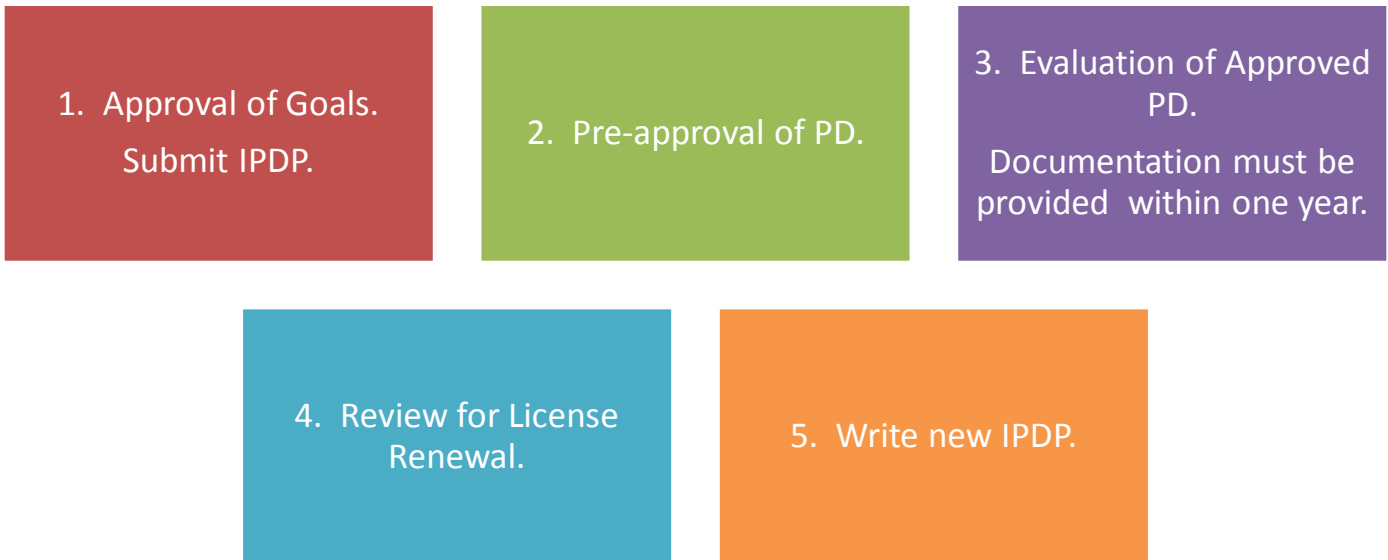 1. Approval of Goals.
Submit IPDP.
2. Pre-approval of PD.
3. Evaluation of Approved
PD.
Documentation must be
provided within one year.
4. Review for License
Renewal.
5. Write new IPDP.